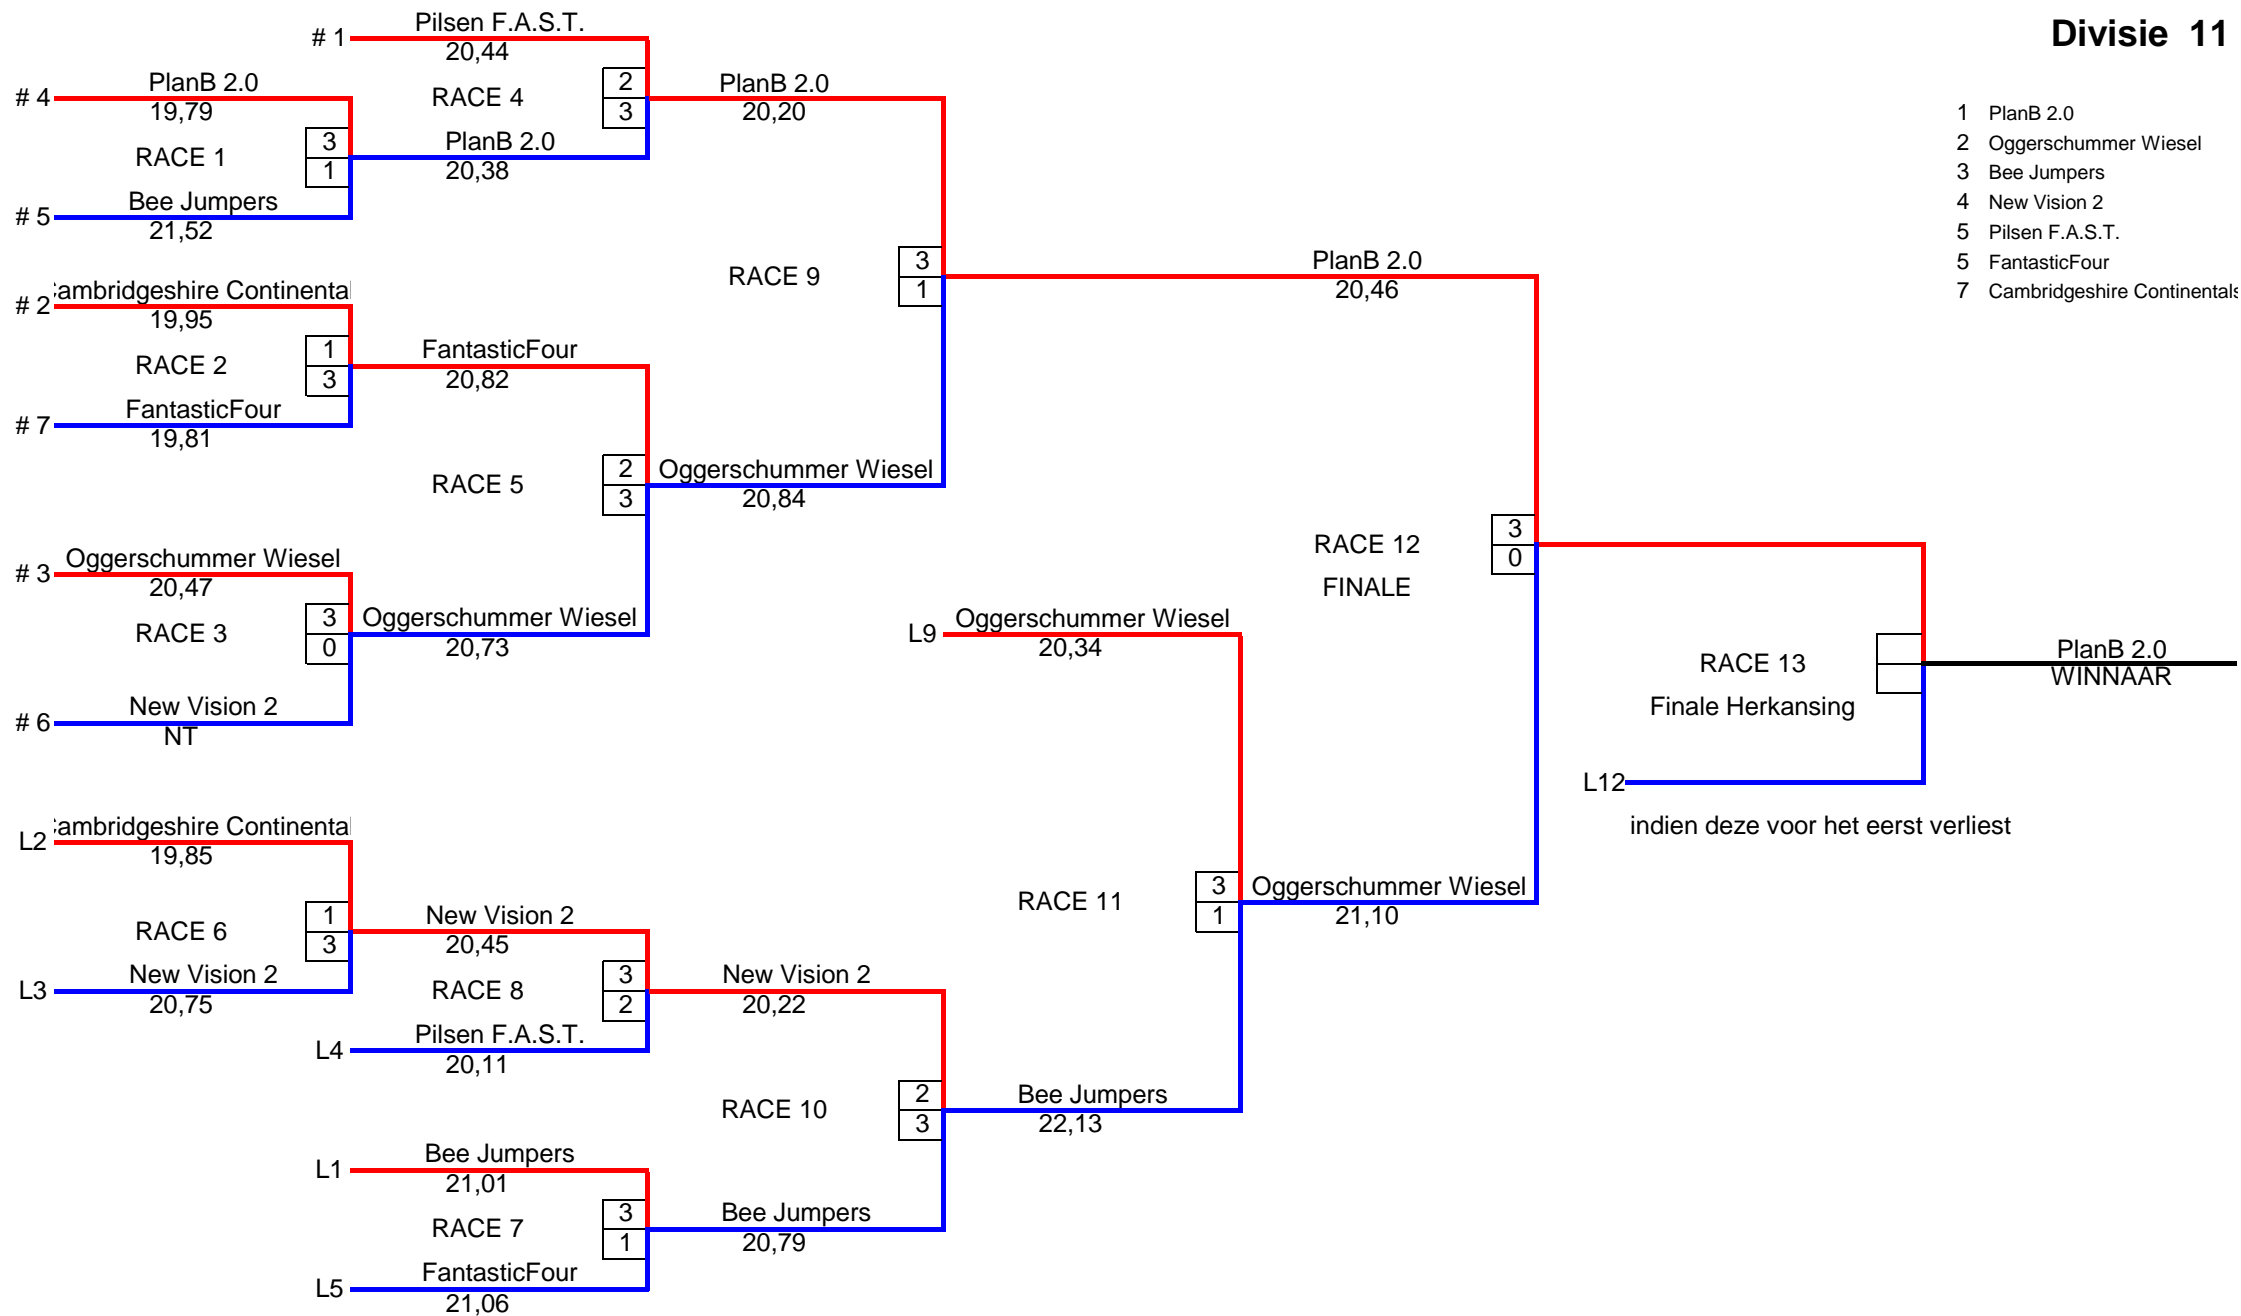 Divisie 11
1 PlanB 2.0
2 Oggerschummer Wiesel
3 Bee Jumpers
4 New Vision 2
5 Pilsen F.A.S.T.
5 FantasticFour
7 Cambridgeshire Continentals
# 1 Pilsen F.A.S.T.
20,44
RACE 4
2
3
PlanB 2.0
20,38
# 4 PlanB 2.0
19,79
RACE 1
3
1
# 5 Bee Jumpers
21,52
PlanB 2.0
20,20
# 2 ambridgeshire Continental
19,95
RACE 2
1
3
# 7 FantasticFour
19,81
FantasticFour
20,82
RACE 5
2
3
Oggerschummer Wiesel
20,73
# 3 Oggerschummer Wiesel
20,47
RACE 3
3
0
# 6 New Vision 2
NT
RACE 9
3
1
Oggerschummer Wiesel
20,84
PlanB 2.0
20,46
RACE 12
FINALE
3
0
L9 Oggerschummer Wiesel
20,34
RACE 11
3
1
Oggerschummer Wiesel
21,10
RACE 13
Finale Herkansing
PlanB 2.0
WINNAAR
L12
indien deze voor het eerst verliest
L2 ambridgeshire Continental
19,85
RACE 6
1
3
L3 New Vision 2
20,75
New Vision 2
20,45
RACE 8
3
2
L4 Pilsen F.A.S.T.
20,11
New Vision 2
20,22
RACE 10
2
3
Bee Jumpers
22,13
L1 Bee Jumpers
21,01
RACE 7
3
1
L5 FantasticFour
21,06
Bee Jumpers
20,79